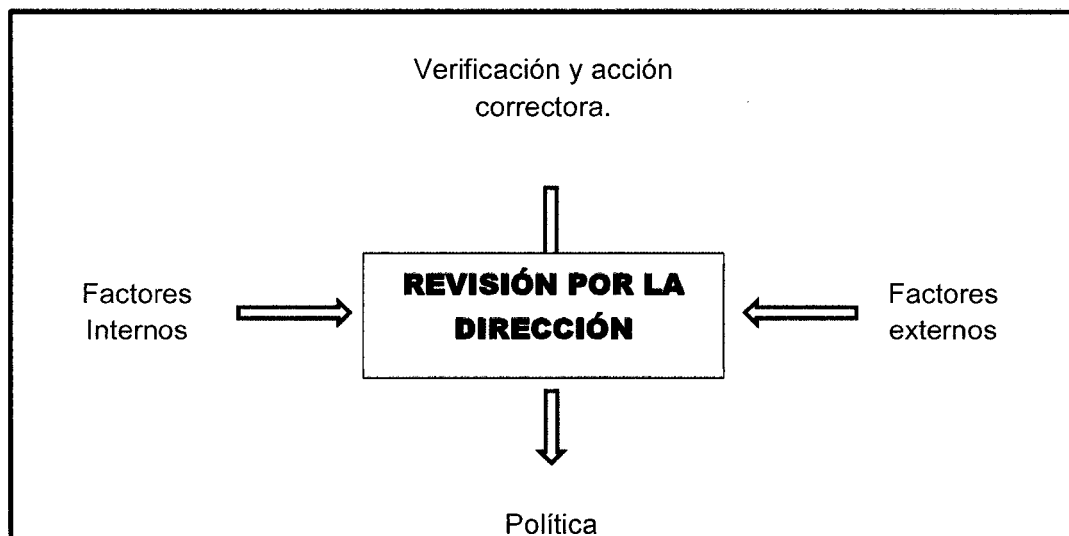 Verificación y acción
correctora.
REVISIÓN POR LA
DIRECCIÓN
Factores
Internos
Factores
externos
Política